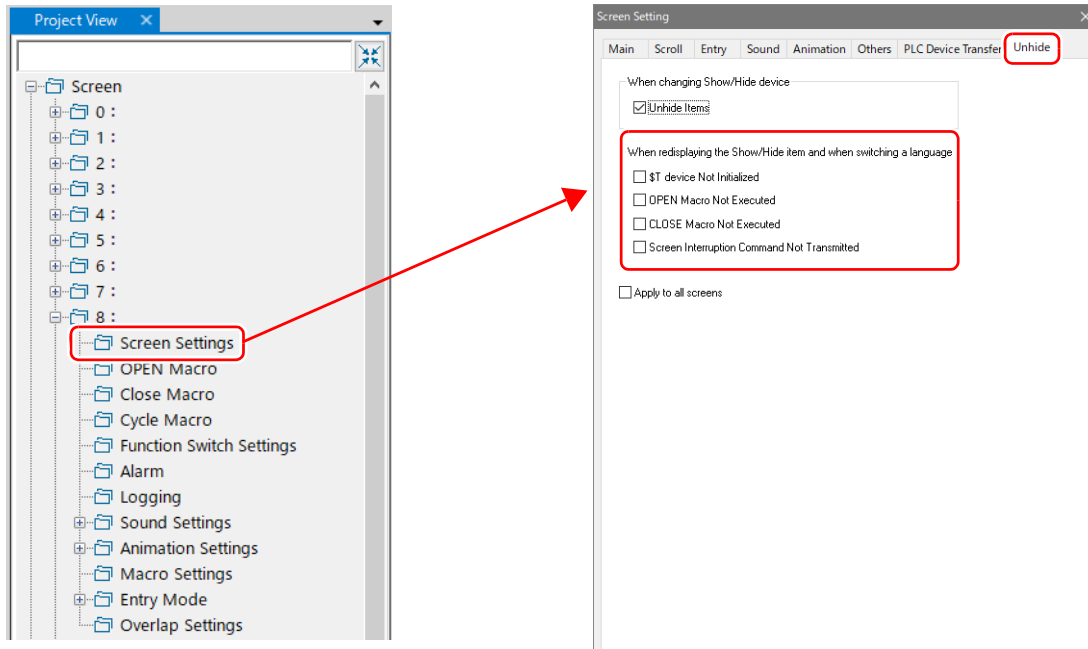 Project View
Screen
0 :
1 :
2 :
3 :
4 :
5 :
6 :
7 :
8 :
Screen Settings
OPEN Macro
Close Macro
Cycle Macro
Function Switch Settings
Alarm
Logging
Sound Settings
Animation Settings
Macro Settings
Entry Mode
Overlap Settings
Screen Setting
Main Scroll Entry Sound Animation Others PLC Device Transfer Unhide
When changing Show/Hide device
Unhide Items
When redisplaying the Show/Hide item and when switching a language
$T device Not Initialized
OPEN Macro Not Executed
CLOSE Macro Not Executed
Screen Interruption Command Not Transmitted
Apply to all screens